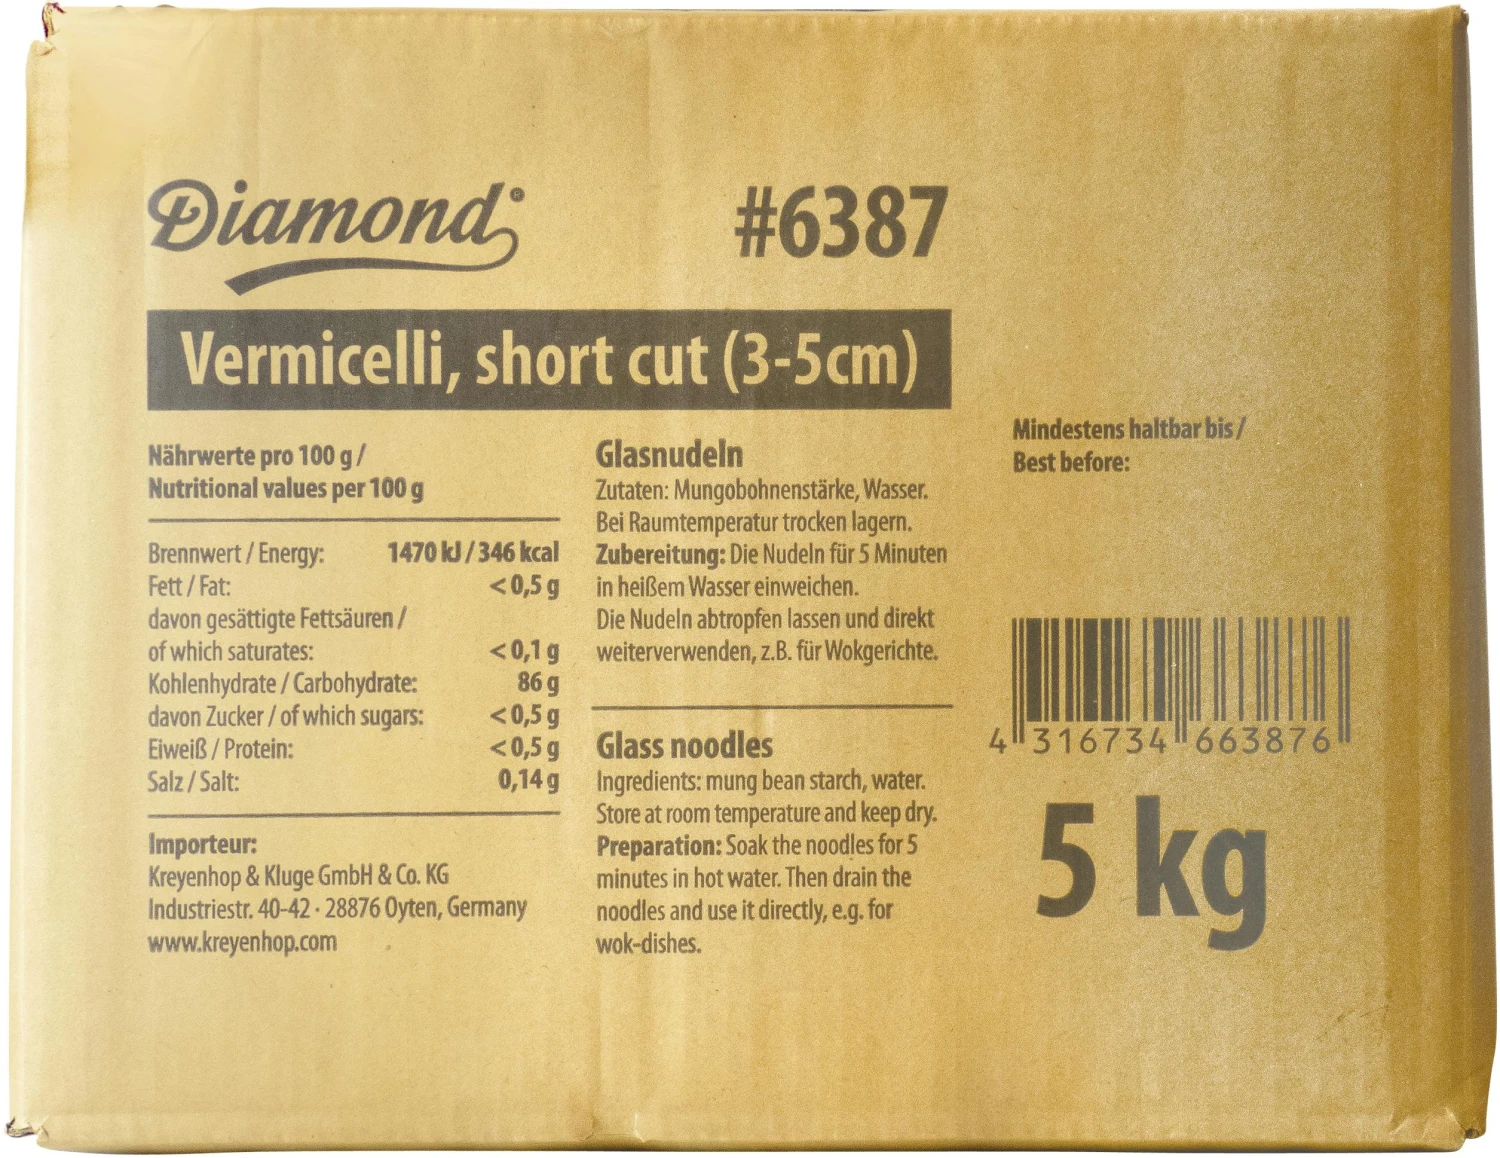 Diamond®
#6387
Vermicelli, short cut (3-5cm)
Nährwerte pro 100 g /
Nutritional values per 100 g
Brennwert / Energy: 1470 kJ / 346 kcal
Fett / Fat: < 0,5 g
davon gesättigte Fettsäuren /
of which saturates: < 0,1 g
Kohlenhydrate / Carbohydrate: 86 g
davon Zucker / of which sugars: < 0,5 g
Eiweiß / Protein: < 0,5 g
Salz / Salt: 0,14 g
Importeur:
Kreyenhop & Kluge GmbH & Co. KG
Industriestr. 40-42 · 28876 Oyten, Germany
www.kreyenhop.com
Glasnudeln
Zutaten: Mungobohnenstärke, Wasser.
Bei Raumtemperatur trocken lagern.
Zubereitung: Die Nudeln für 5 Minuten
in heißem Wasser einweichen.
Die Nudeln abtropfen lassen und direkt
weiterverwenden, z.B. für Wokgerichte.
Glass noodles
Ingredients: mung bean starch, water.
Store at room temperature and keep dry.
Preparation: Soak the noodles for 5
minutes in hot water. Then drain the
noodles and use it directly, e.g. for
wok-dishes.
Mindestens haltbar bis /
Best before:
4 316734 663876
5 kg